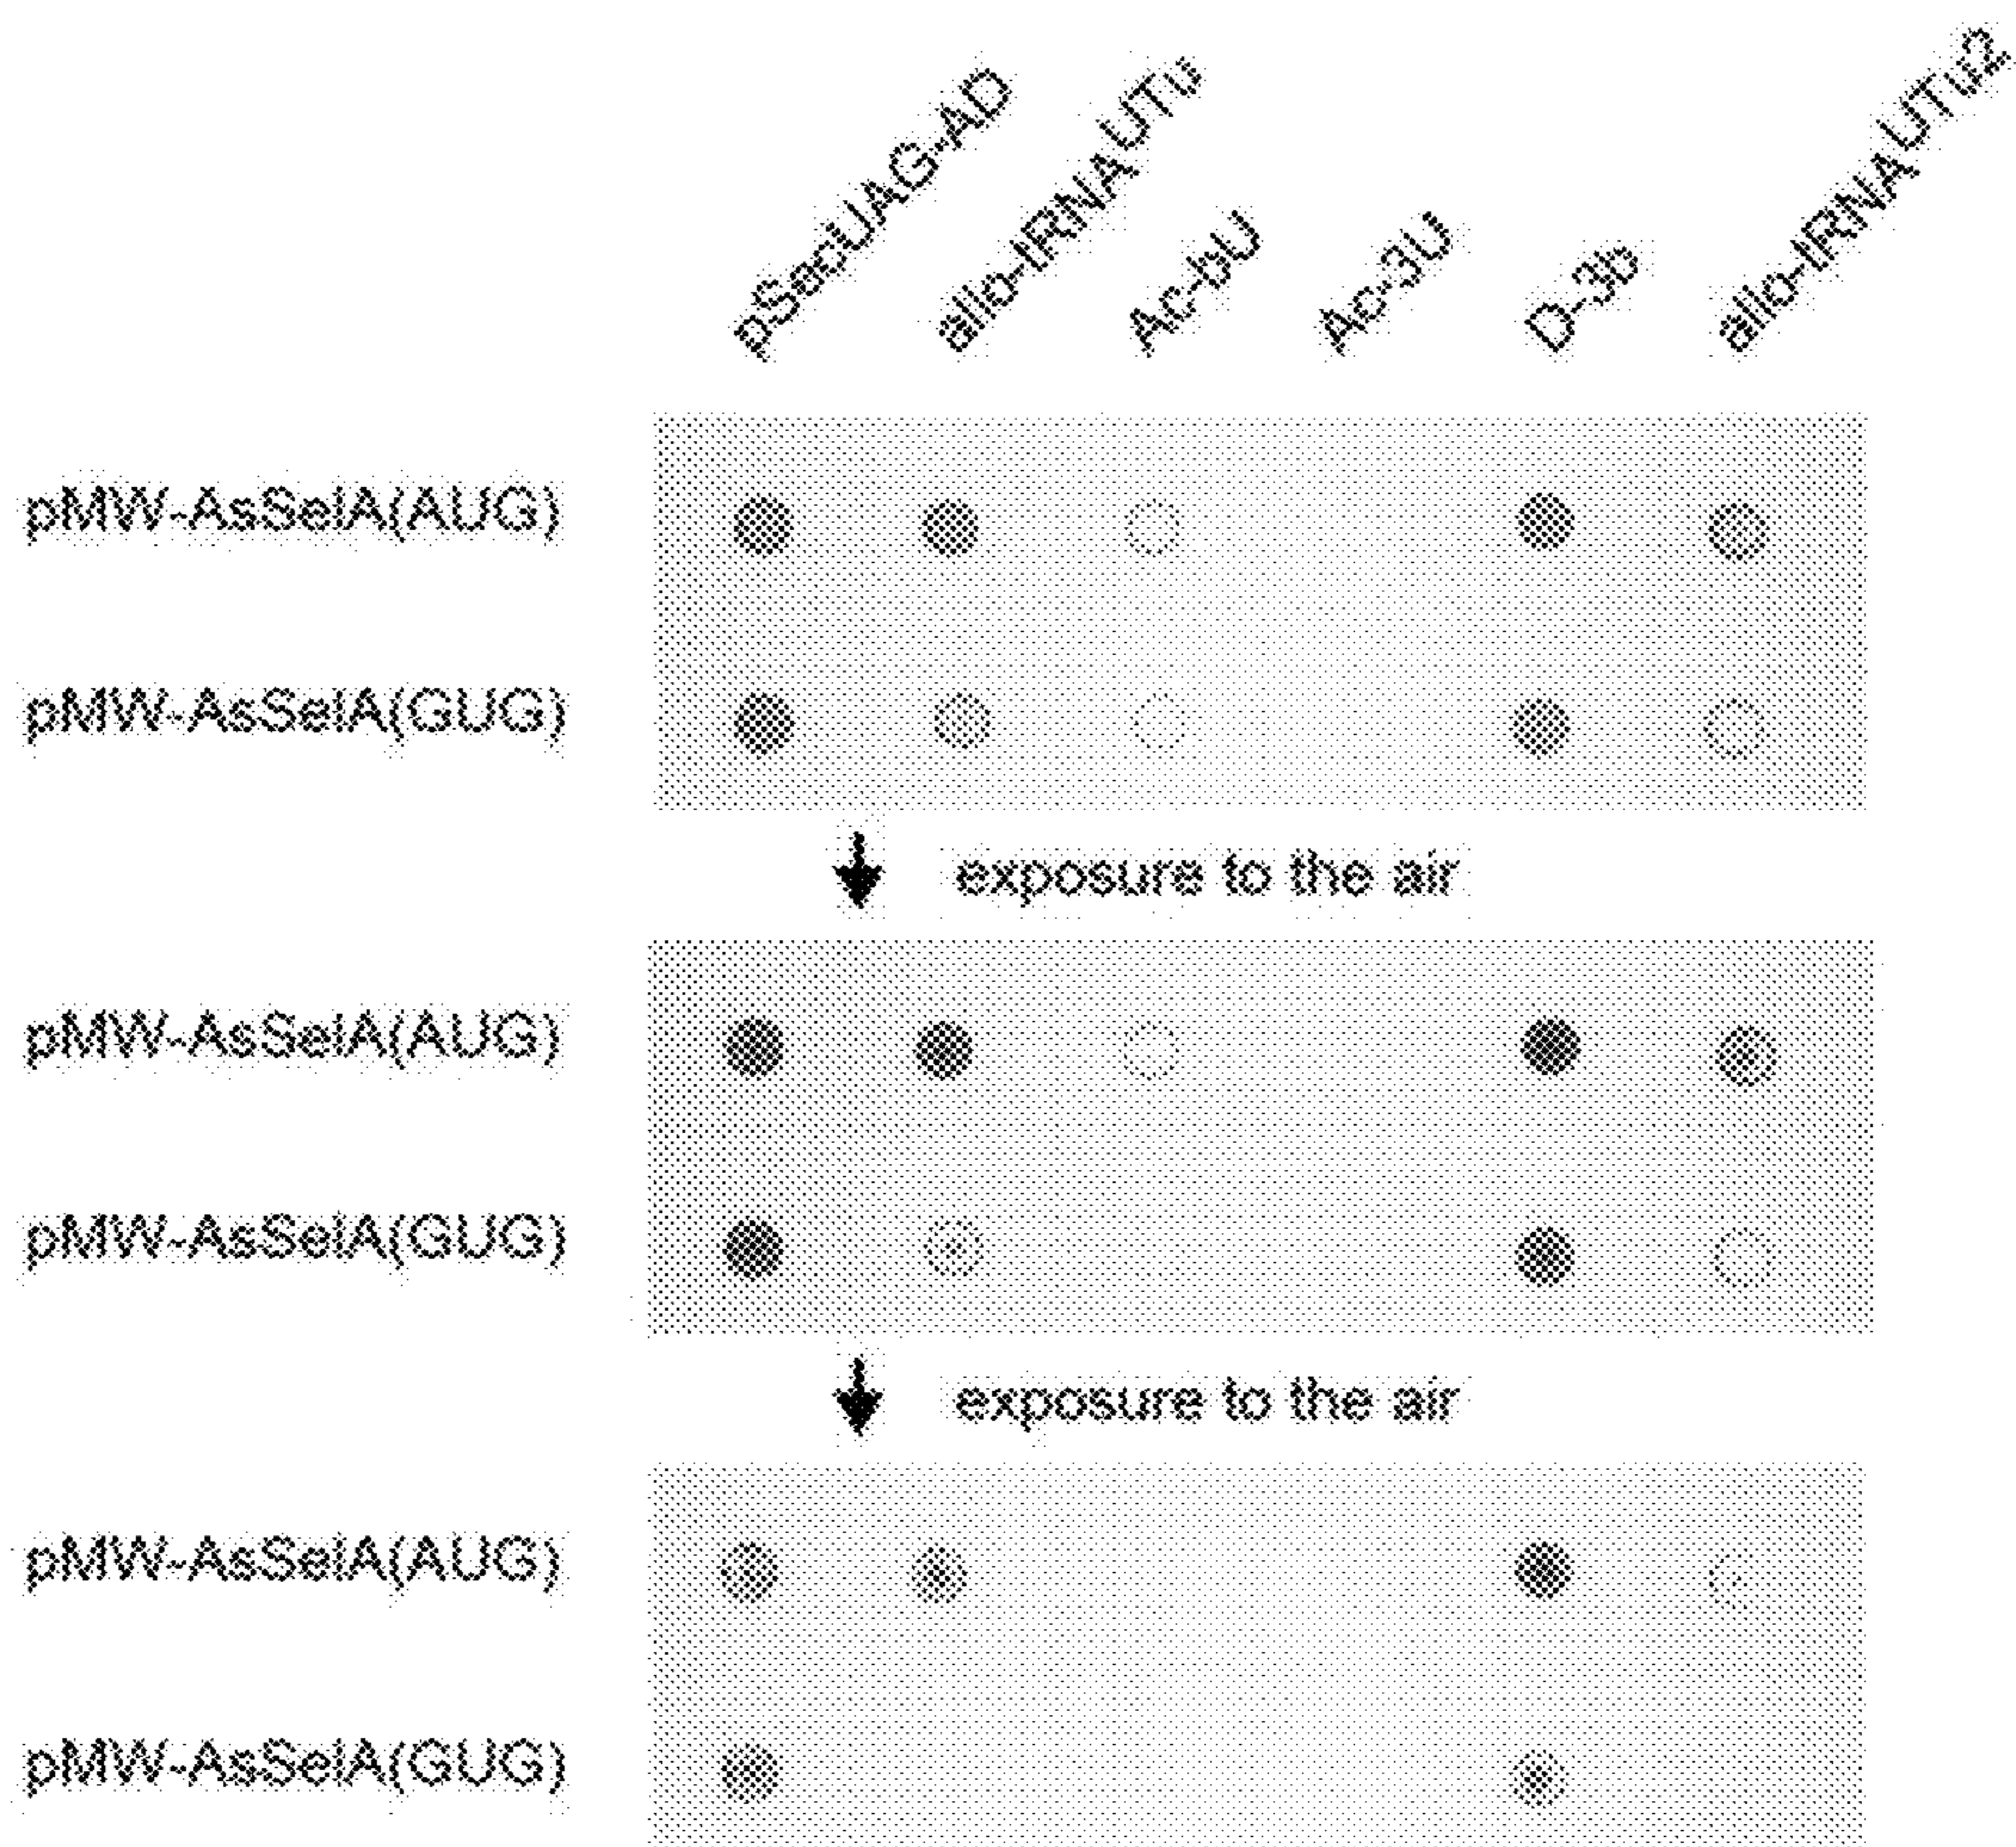 pSecUAG-AD
allo-tRNAUTu
Ac-bU
Ac-3U
D-3b
allo-tRNAUTu2
pMW-AsSelA(AUG)
pMW-AsSelA(GUG)
exposure to the air
pMW-AsSelA(AUG)
pMW-AsSelA(GUG)
exposure to the air
pMW-AsSelA(AUG)
pMW-AsSelA(GUG)